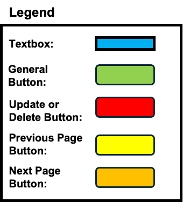 Legend
Textbox:
General
Button:
Update or
Delete Button:
Previous Page
Button:
Next Page
Button: